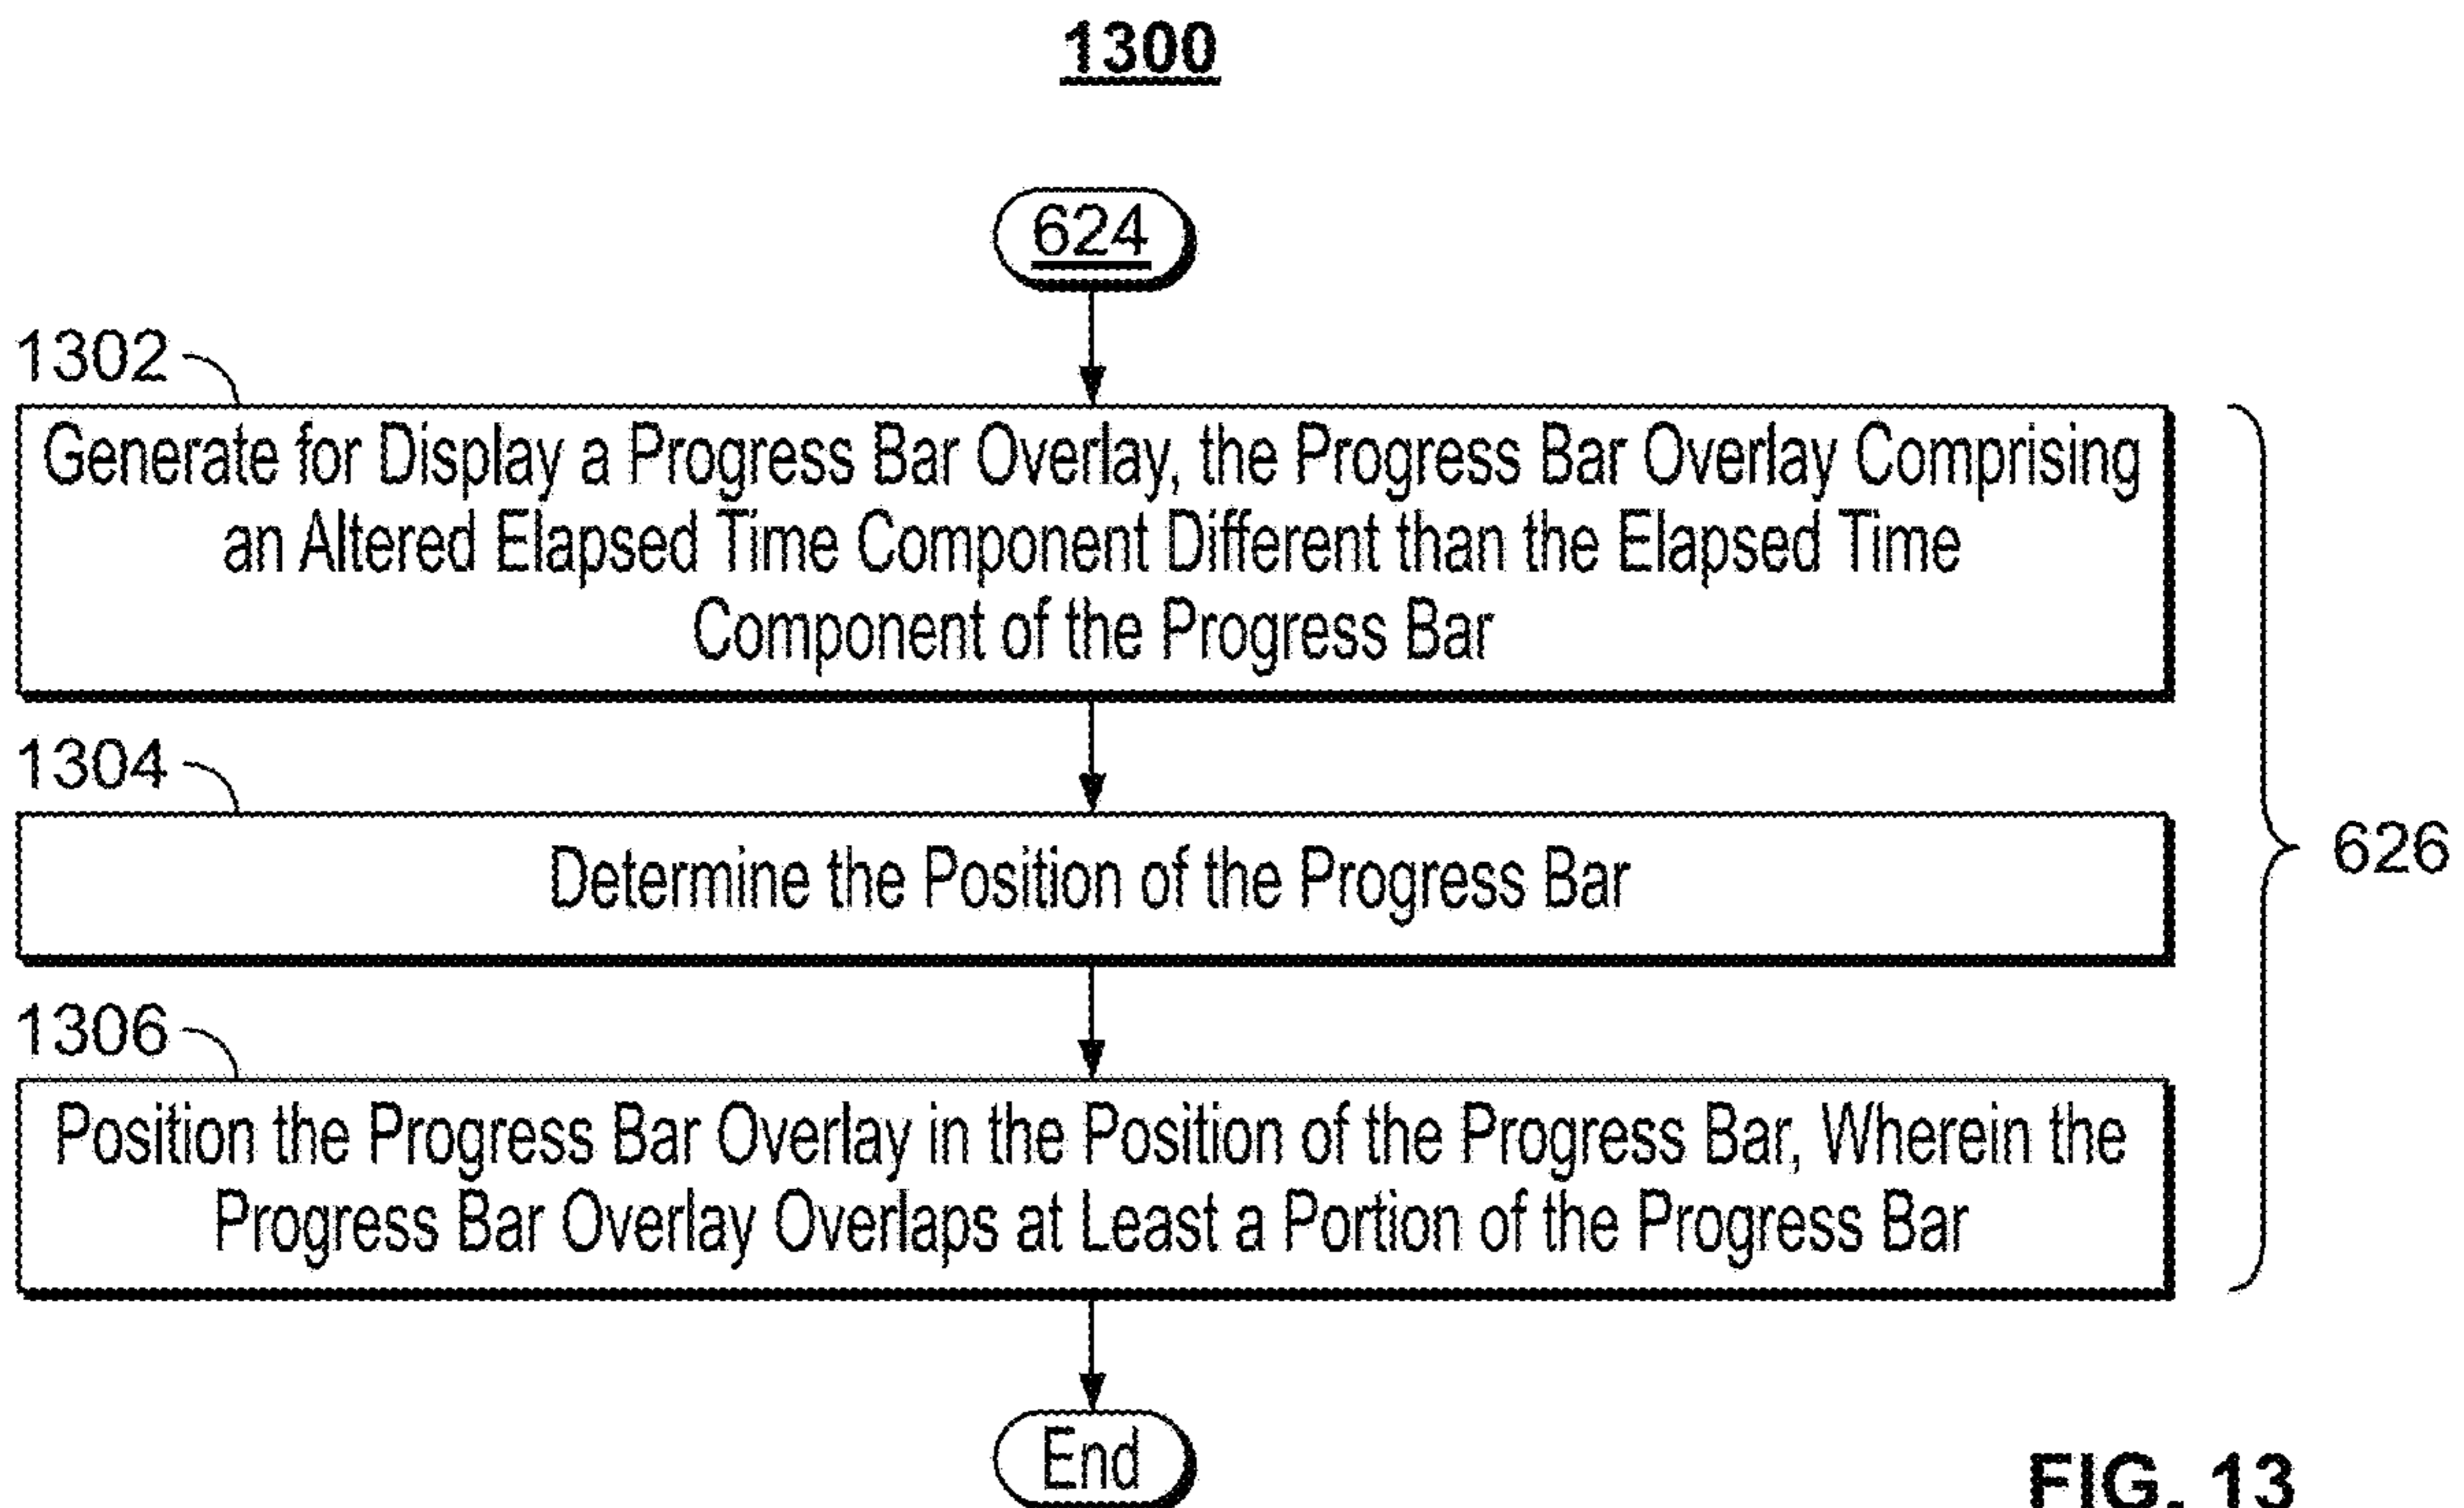 1300
624
1302
Generate for Display a Progress Bar Overlay, the Progress Bar Overlay Comprising
an Altered Elapsed Time Component Different than the Elapsed Time
Component of the Progress Bar
1304
Determine the Position of the Progress Bar
626
1306
Position the Progress Bar Overlay in the Position of the Progress Bar, Wherein the
Progress Bar Overlay Overlaps at Least a Portion of the Progress Bar
End
FIG. 13